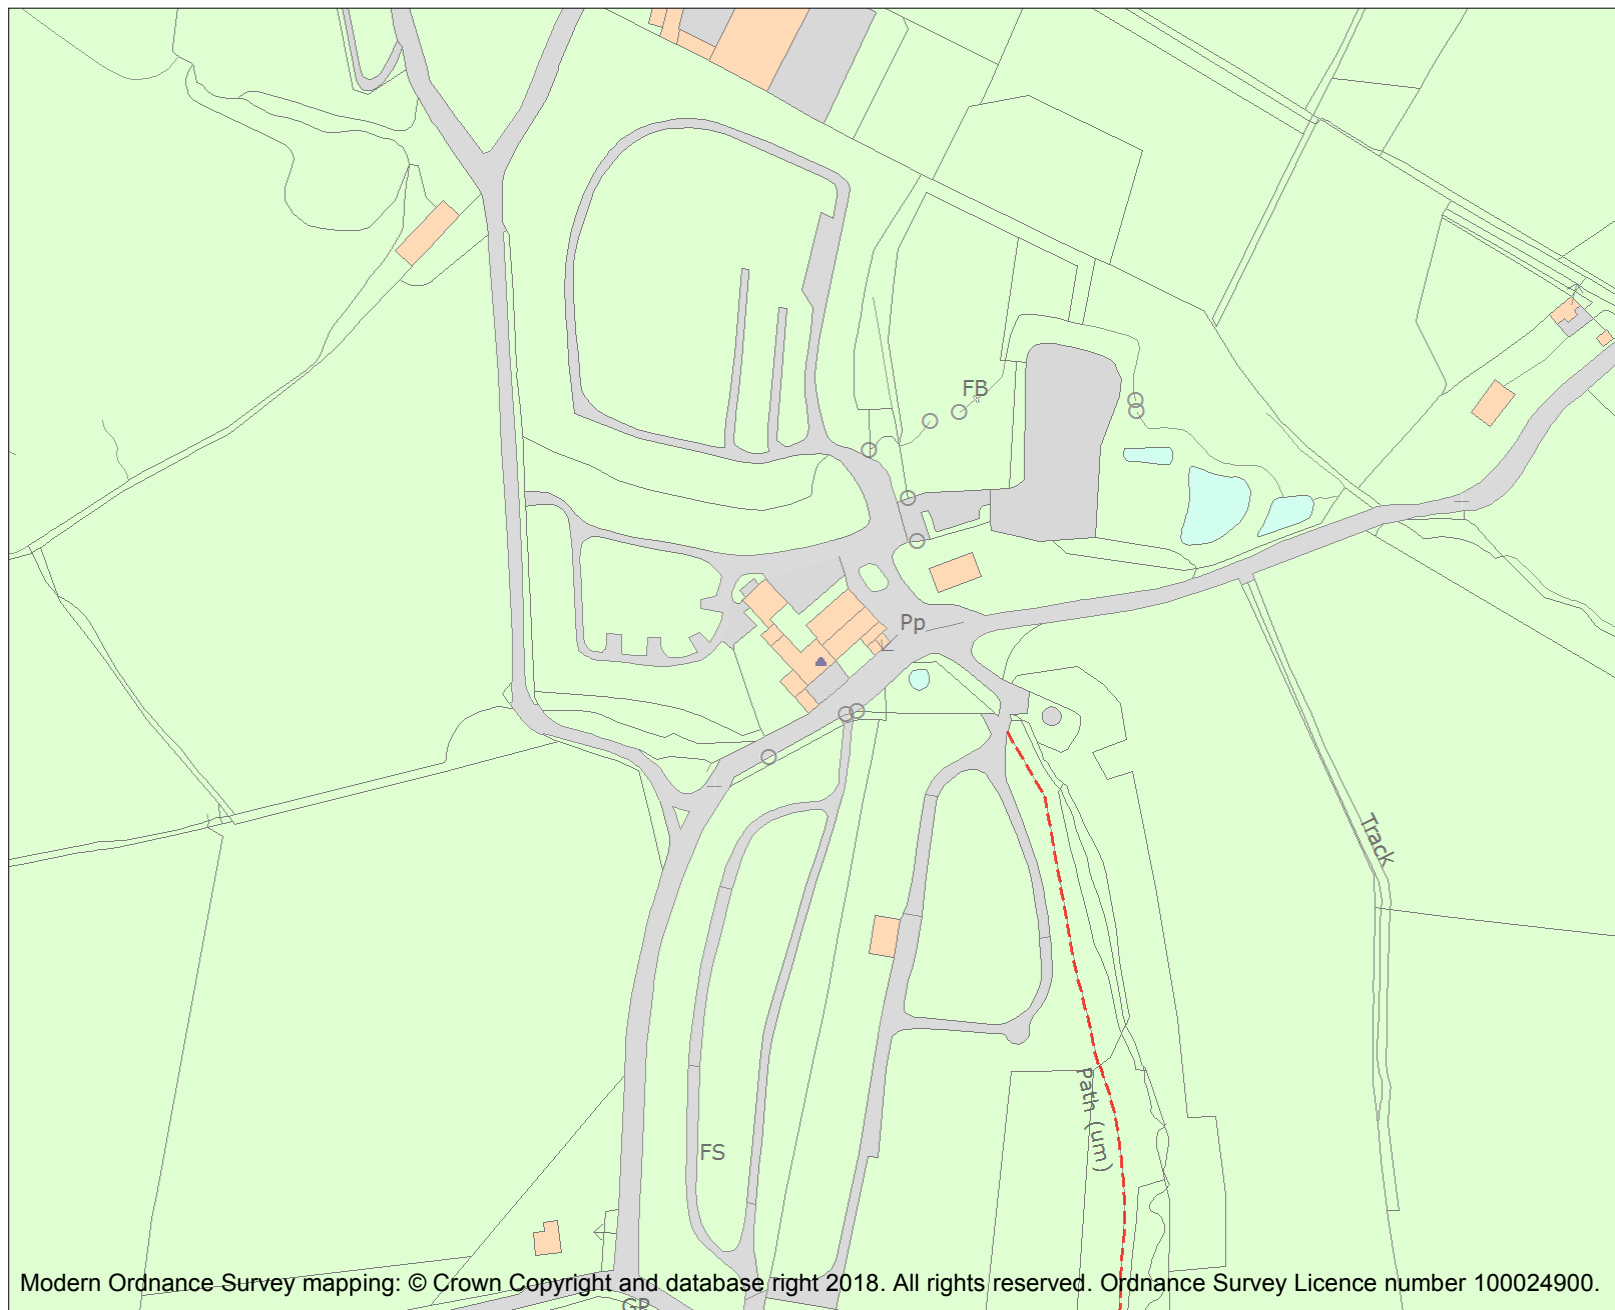 FB
Pp
Track
Path (um)
FS
Modern Ordnance Survey mapping: © Crown Copyright and database right 2018. All rights reserved. Ordnance Survey Licence number 100024900.
GP